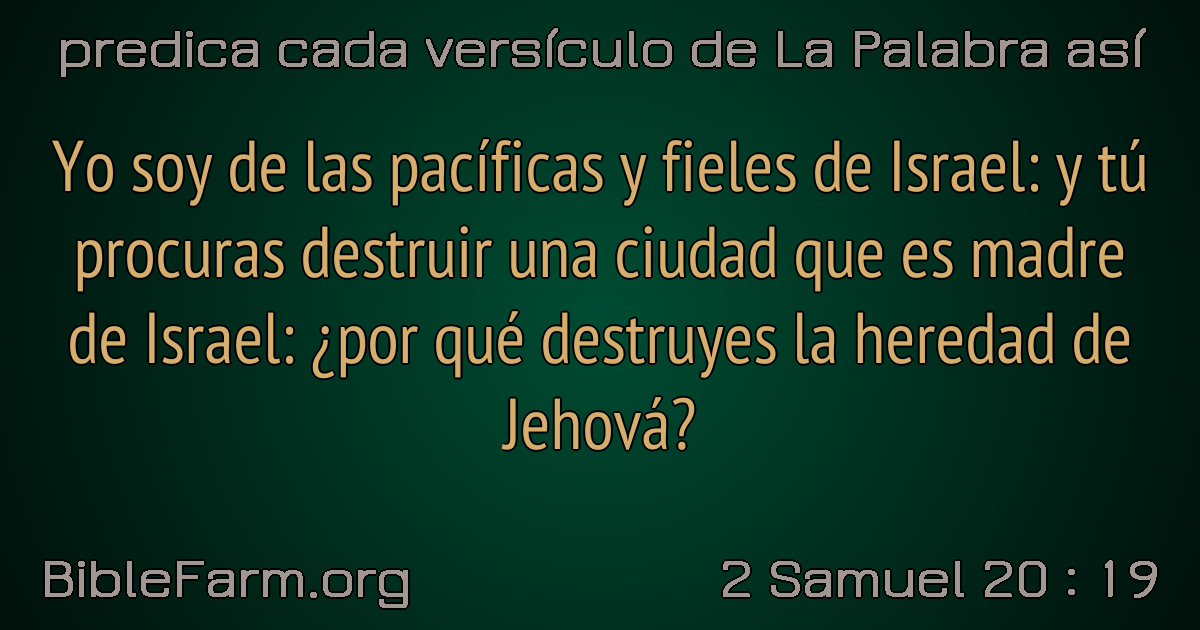 predica cada versículo de La Palabra así
Yo soy de las pacíficas y fieles de Israel: y tú
procuras destruir una ciudad que es madre
de Israel: ¿por qué destruyes la heredad de
Jehová?
BibleFarm.org
2 Samuel 20 : 19